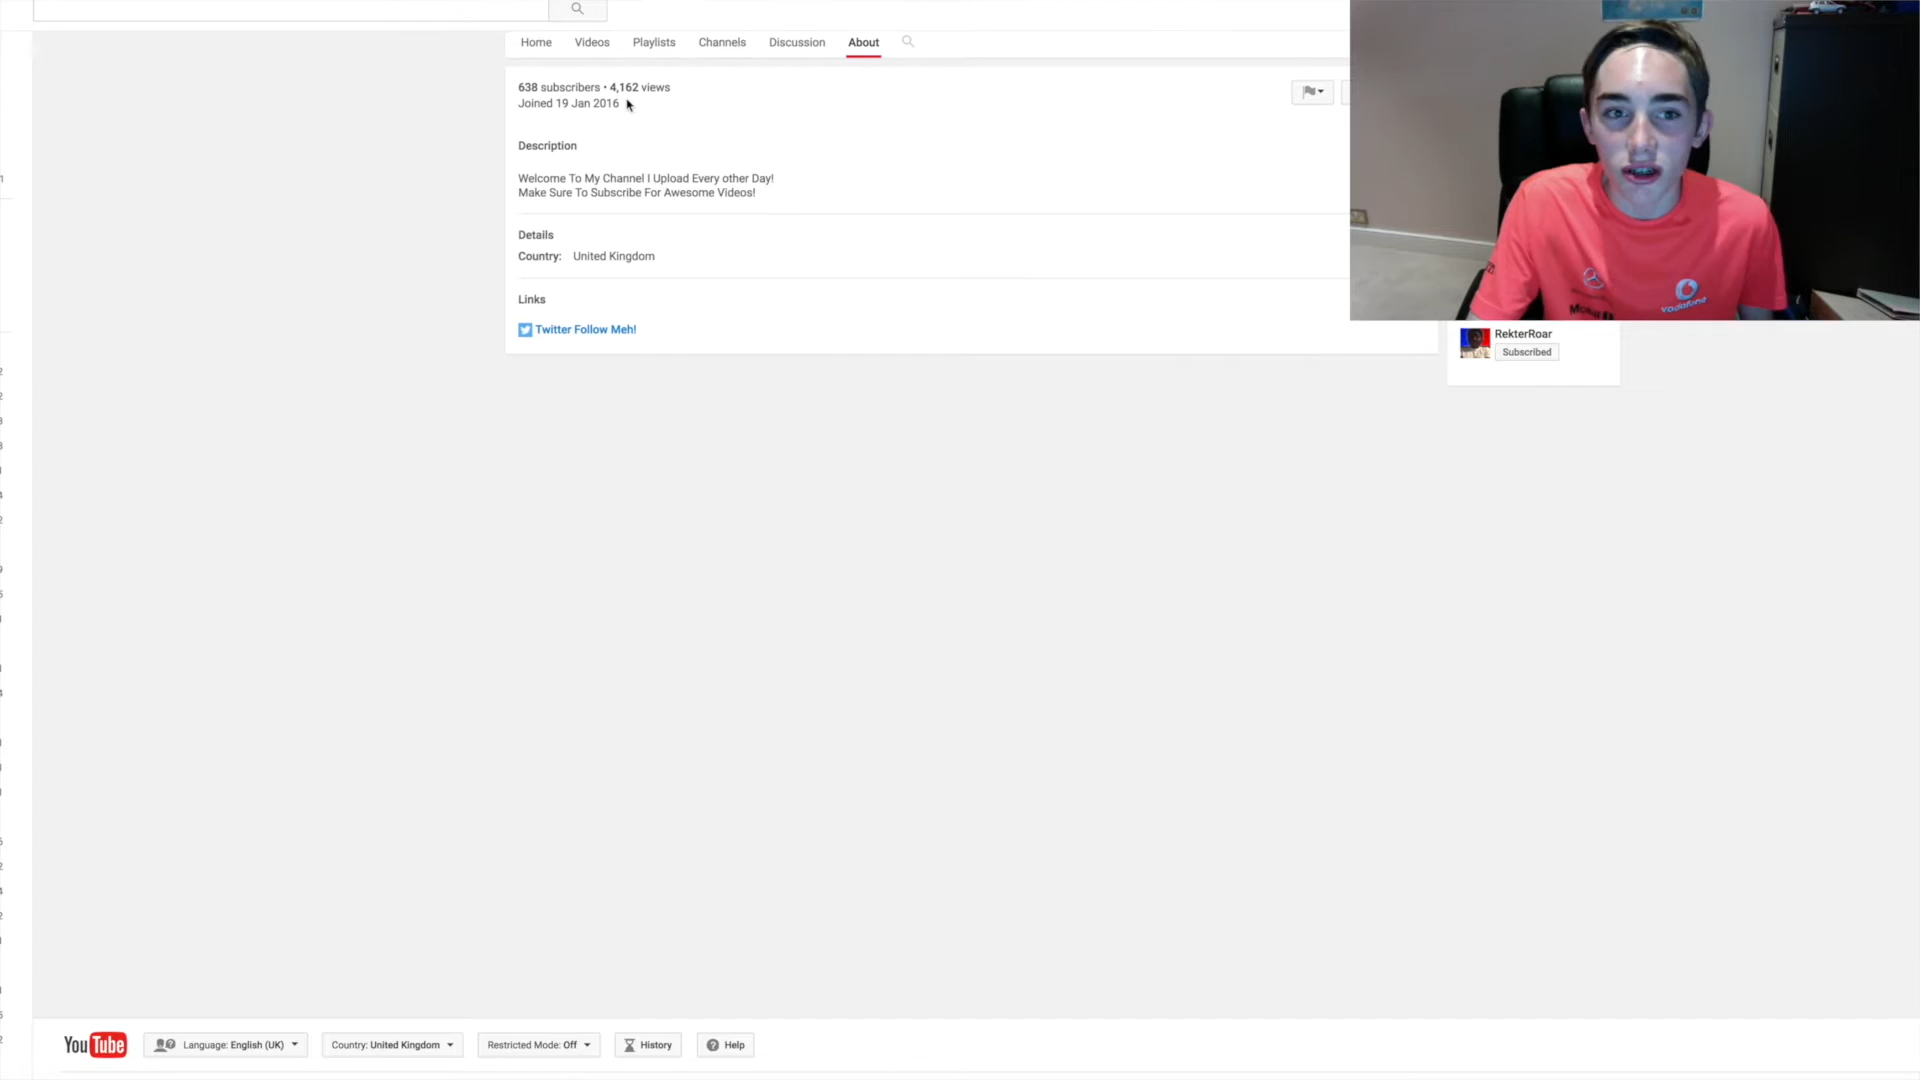 Home Videos Playlists Channels Discussion About
638 subscribers • 4,162 views
Joined 19 Jan 2016
Description
Welcome To My Channel I Upload Every other Day!
Make Sure To Subscribe For Awesome Videos!
Details
Country: United Kingdom
Links
Twitter Follow Meh!
vodafone
RekterRoar
Subscribed
YouTube Language: English (UK) Country: United Kingdom Restricted Mode: Off History Help